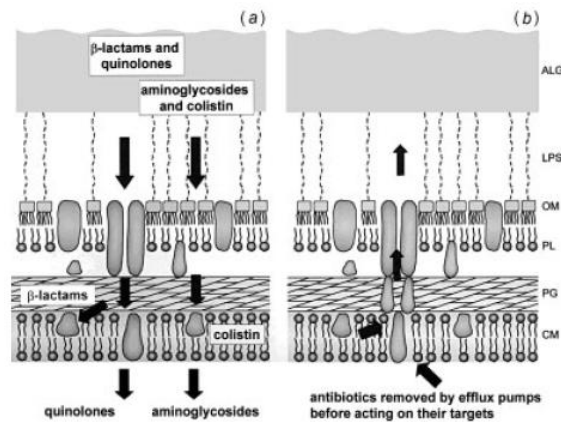 (a)
β-lactams and
quinolones
aminoglycosides
and colistin
β-lactams
colistin
quinolones
aminoglycosides
(b)
ALG
LPS
OM
PL
PG
CM
antibiotics removed by efflux pumps
before acting on their targets